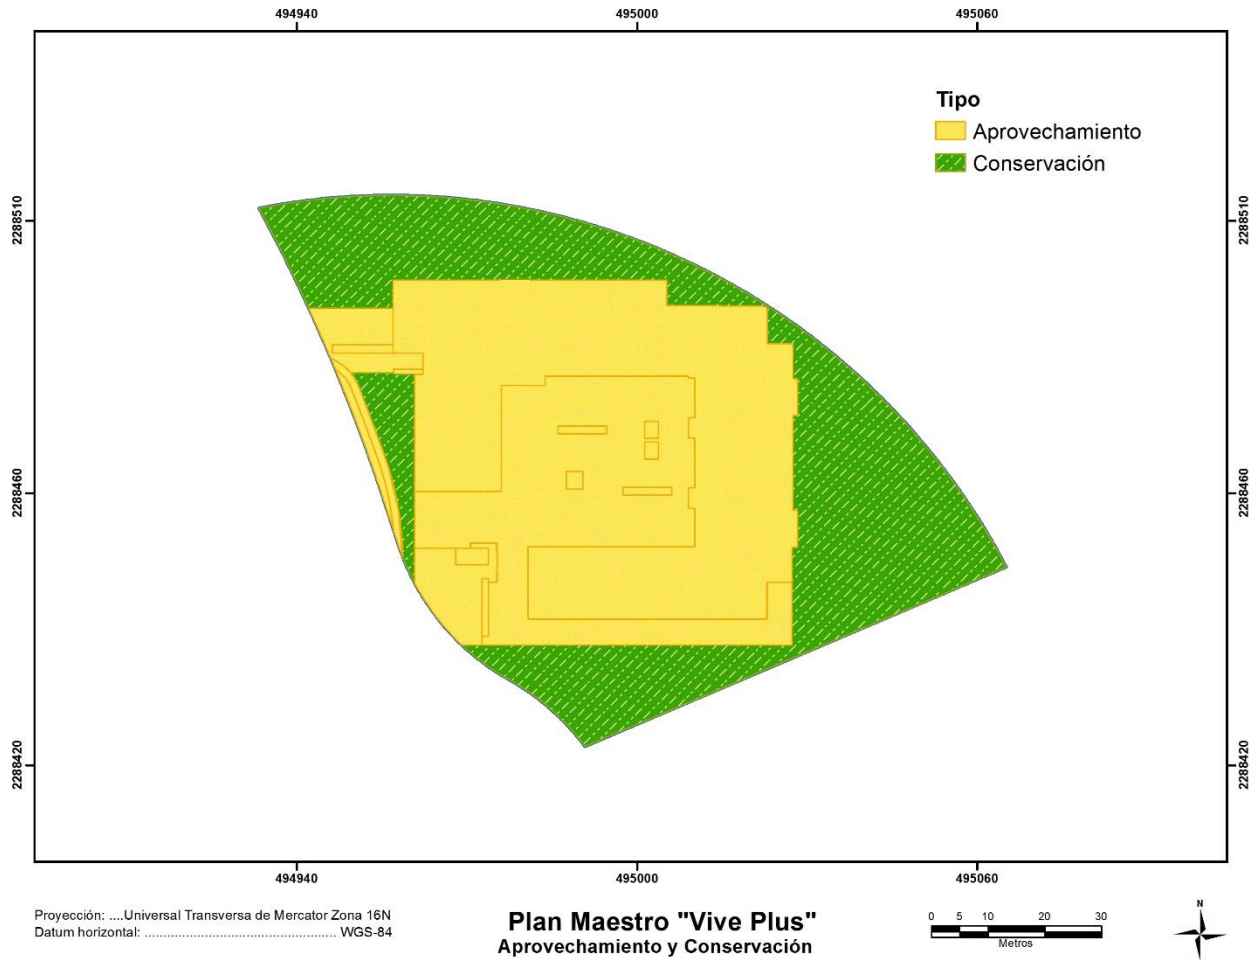 494940 495000 495060
Tipo
Aprovechamiento
Conservación
2288510 2288510
2288460 2288460
2288420 2288420
494940 495000 495060
Proyección: ....Universal Transversa de Mercator Zona 16N
Datum horizontal: .................................................. WGS-84
Plan Maestro "Vive Plus"
Aprovechamiento y Conservación
0 5 10 20 30
Metros
N